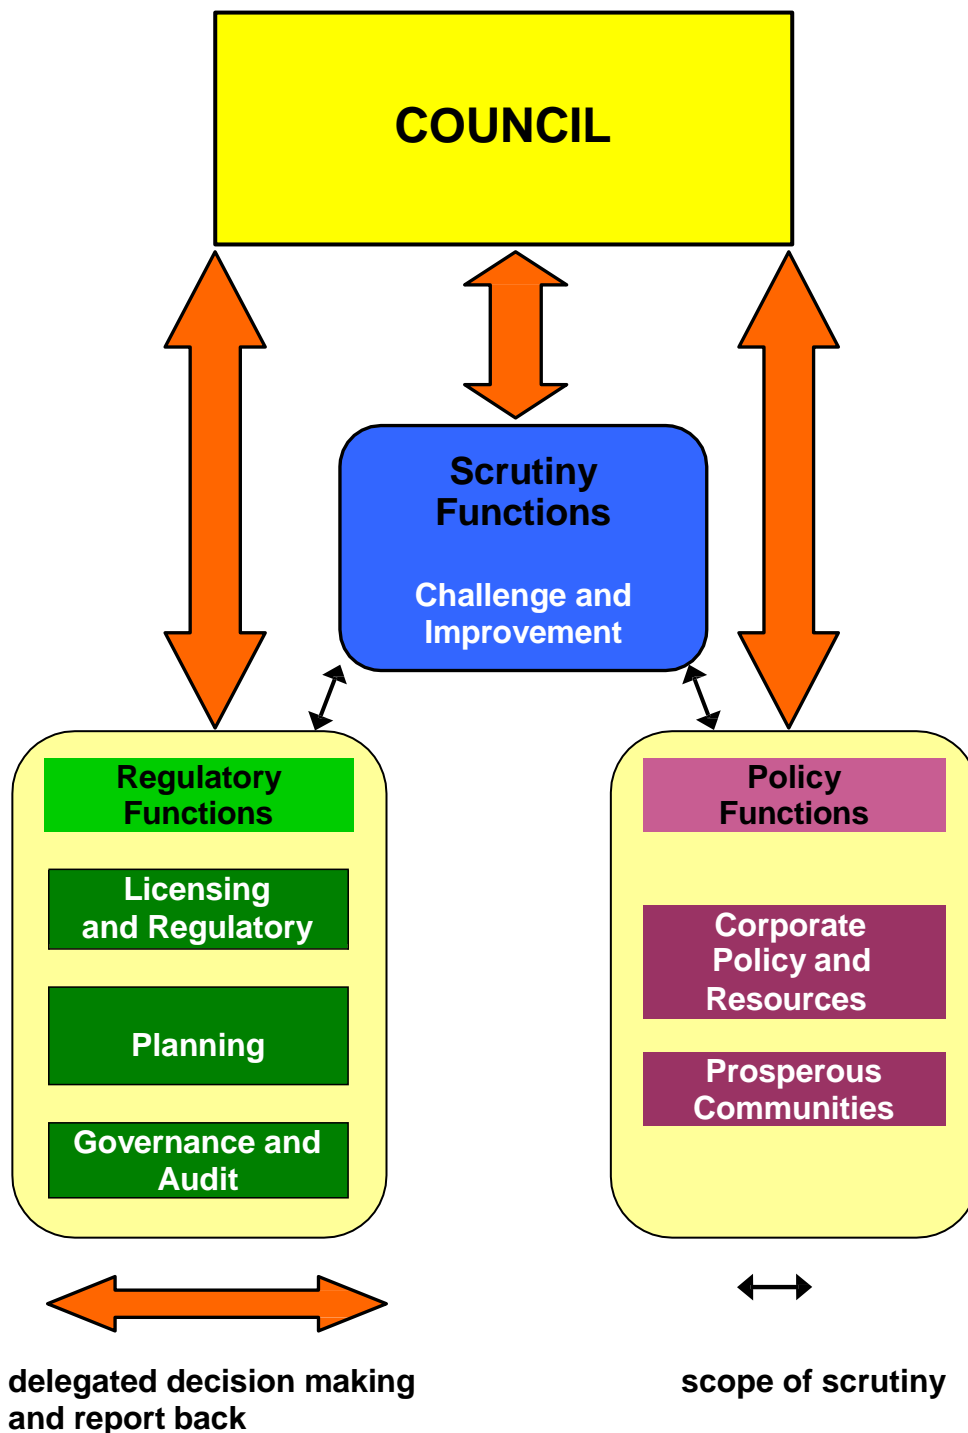 COUNCIL
Scrutiny
Functions
Challenge and
Improvement
Regulatory
Functions
Licensing
and Regulatory
Planning
Governance and
Audit
Policy
Functions
Corporate
Policy and
Resources
Prosperous
Communities
delegated decision making
and report back
scope of scrutiny